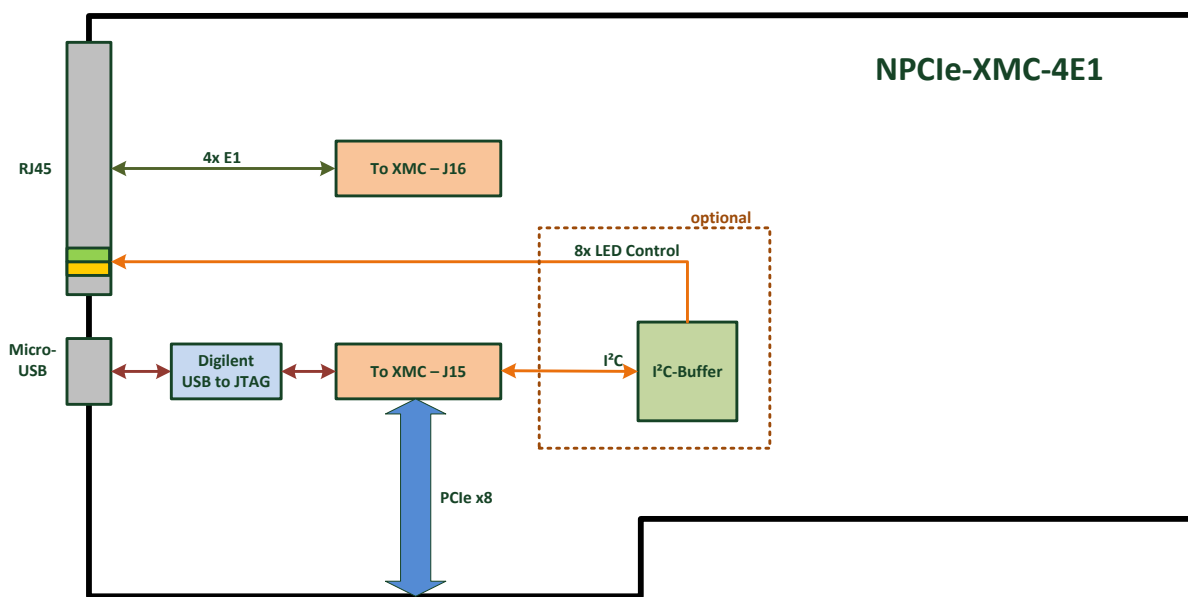 NPCIe-XMC-4E1
RJ45
4x E1
To XMC – J16
optional
8x LED Control
Micro-
USB
Digilent
USB to JTAG
To XMC – J15
I²C
I²C-Buffer
PCIe x8